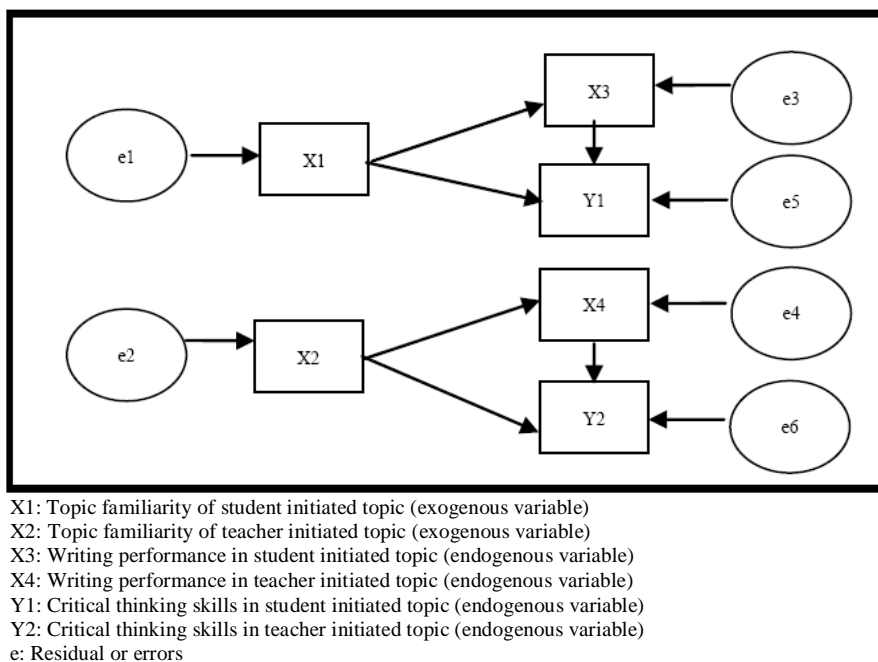 X3
e3
e1
X1
Y1
e5
X4
e4
e2
X2
Y2
e6
X1: Topic familiarity of student initiated topic (exogenous variable)
X2: Topic familiarity of teacher initiated topic (exogenous variable)
X3: Writing performance in student initiated topic (endogenous variable)
X4: Writing performance in teacher initiated topic (endogenous variable)
Y1: Critical thinking skills in student initiated topic (endogenous variable)
Y2: Critical thinking skills in teacher initiated topic (endogenous variable)
e: Residual or errors